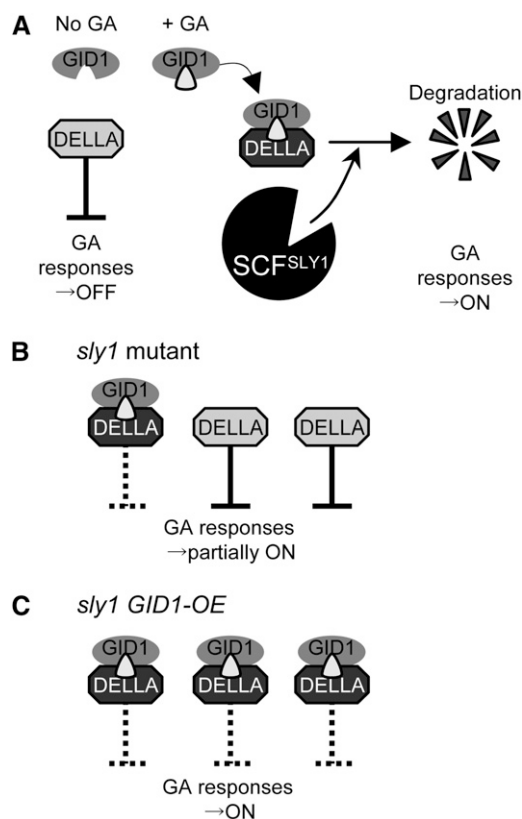 A
No GA
+ GA
GID1
GID1
GID1
DELLA
DELLA
Degradation
SCFSLY1
GA
responses
→OFF
GA
responses
→ON
B
sly1 mutant
GID1
DELLA
DELLA
DELLA
GA responses
→partially ON
C
sly1 GID1-OE
GID1
GID1
GID1
DELLA
DELLA
DELLA
GA responses
→ON